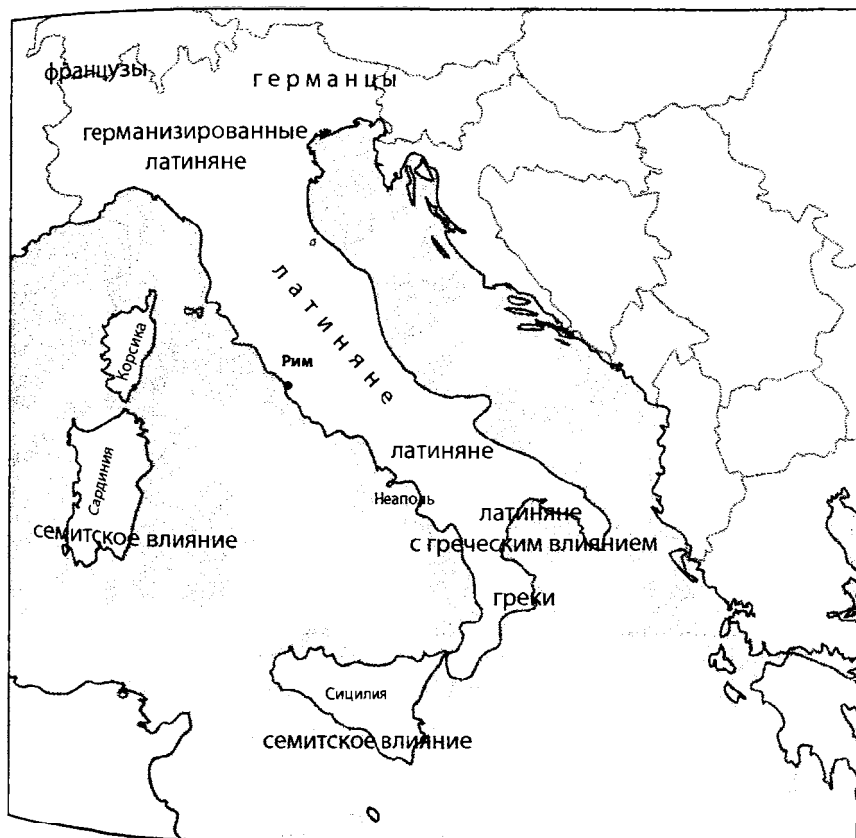 французы
германцы
германизированные
латиняне
латиняне
Корсика
Рим
латиняне
Сардиния
Неаполь
латиняне
семитское влияние
с греческим влиянием
греки
Сицилия
семитское влияние